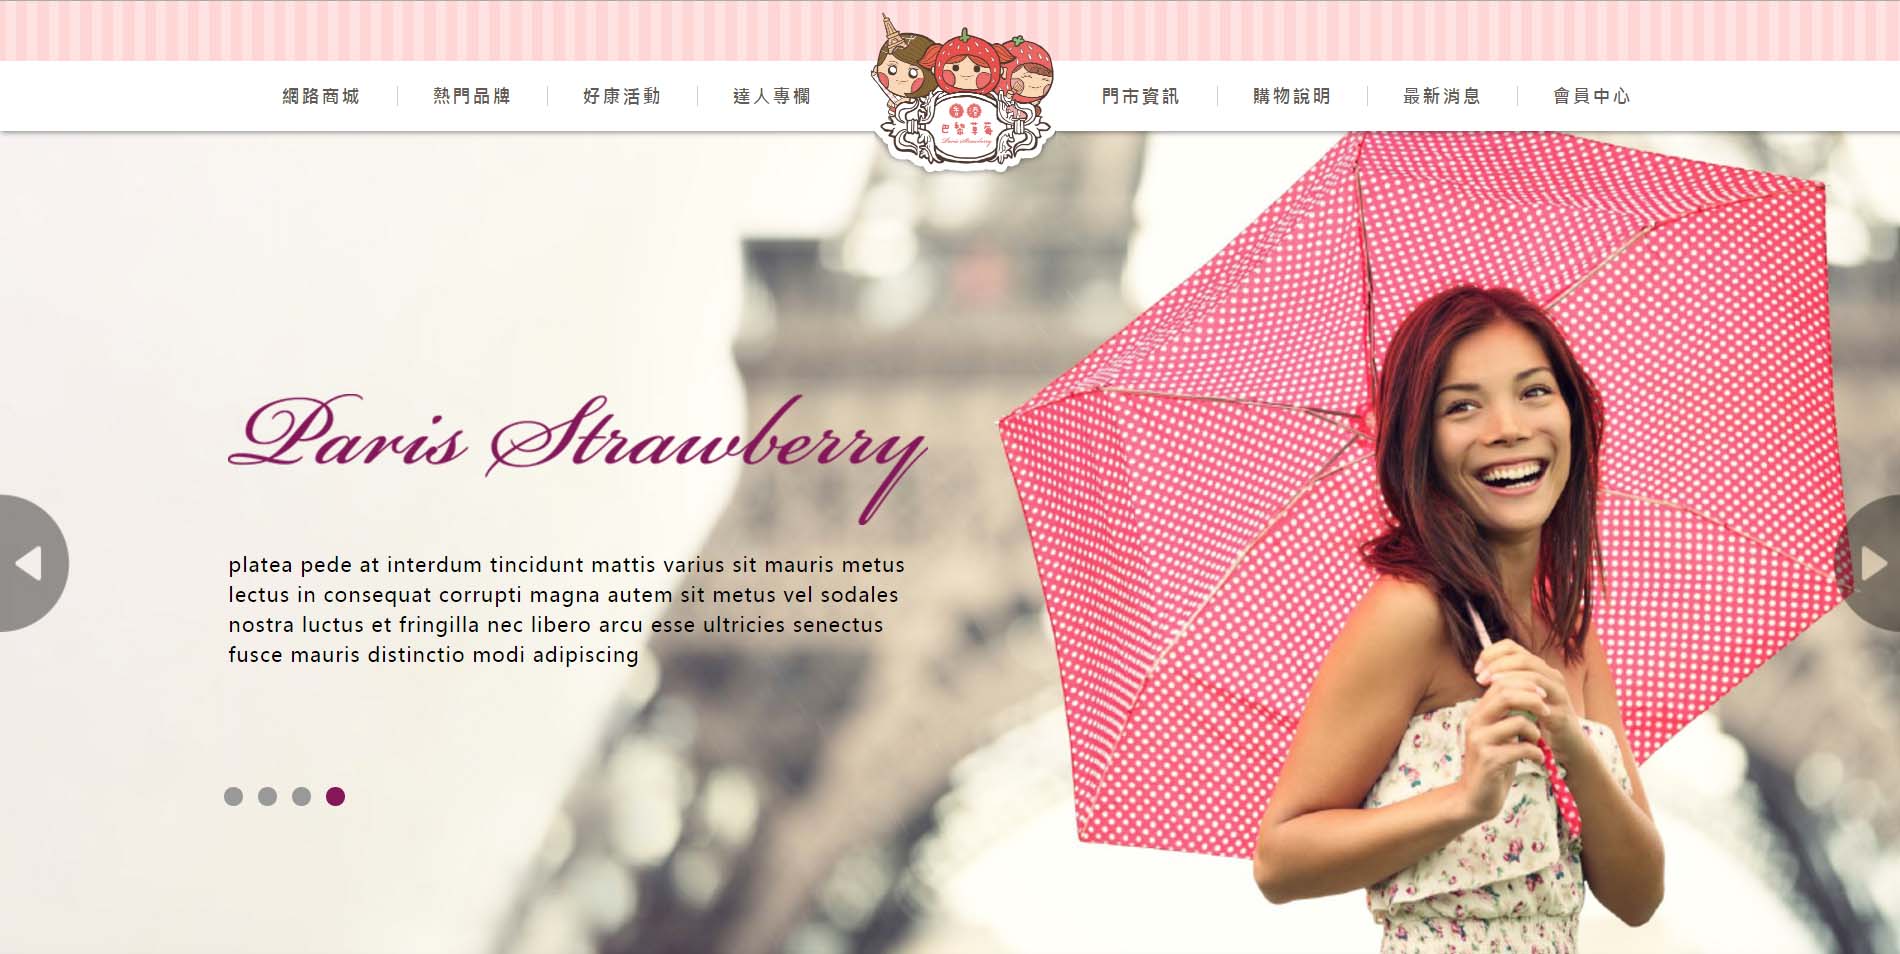 網路商城
熱門品牌
好康活動
達人專欄
巴黎草莓
Paris Strawberry
門市資訊
購物說明
最新消息
會員中心
Paris Strawberry
platea pede at interdum tincidunt mattis varius sit mauris metus
lectus in consequat corrupti magna autem sit metus vel sodales
nostra luctus et fringilla nec libero arcu esse ultricies senectus
fusce mauris distinctio modi adipiscing